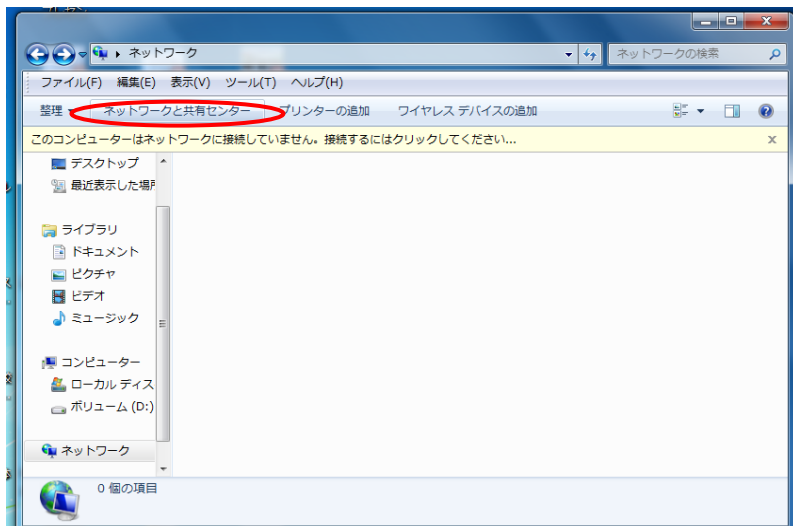 ネットワーク
ネットワークの検索
ファイル(F) 編集(E) 表示(V) ツール(T) ヘルプ(H)
整理 ネットワークと共有センター プリンターの追加 ワイヤレス デバイスの追加
このコンピューターはネットワークに接続していません。接続するにはクリックしてください...
デスクトップ
最近表示した場所
ライブラリ
ドキュメント
ピクチャ
ビデオ
ミュージック
コンピューター
ローカル ディス
ボリューム (D:)
ネットワーク
0 個の項目